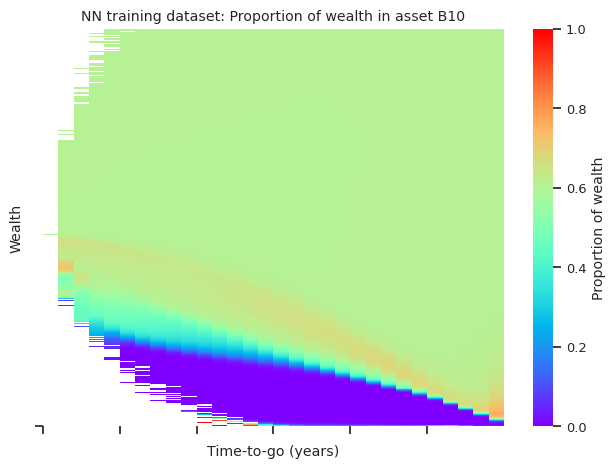 NN training dataset: Proportion of wealth in asset B10
Wealth
Time-to-go (years)
1.0
0.8
0.6
0.4
0.2
0.0
Proportion of wealth